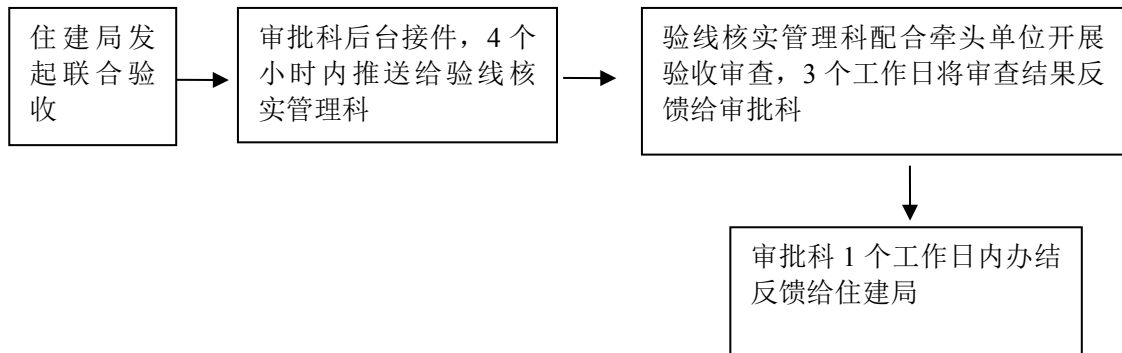 住建局发
起联合验
收
审批科后台接件，4 个
小时内推送给验线核
实管理科
验线核实管理科配合牵头单位开展
验收审查，3 个工作日将审查结果反
馈给审批科
审批科 1 个工作日内办结
反馈给住建局